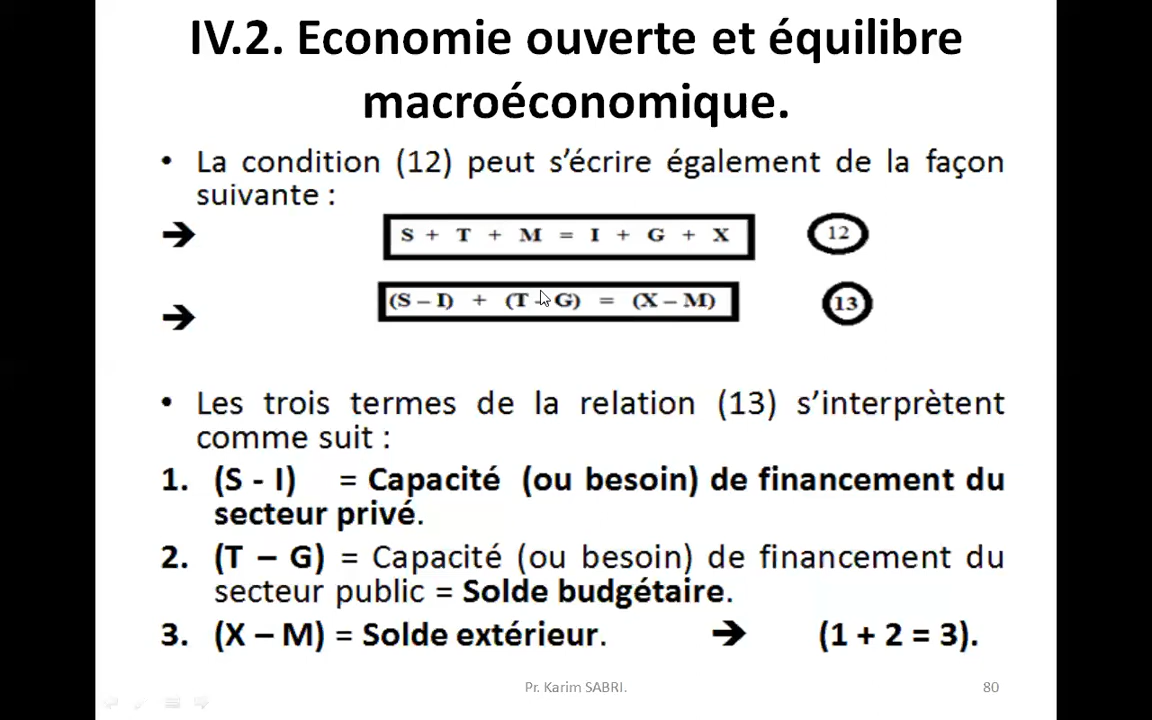 IV.2. Economie ouverte et équilibre
macroéconomique.
• La condition (12) peut s’écrire également de la façon
suivante :
➔ S + T + M = I + G + X 12
➔ (S – I) + (T – G) = (X – M) 13
• Les trois termes de la relation (13) s’interprètent
comme suit :
1. (S - I) = Capacité (ou besoin) de financement du
secteur privé.
2. (T – G) = Capacité (ou besoin) de financement du
secteur public = Solde budgétaire.
3. (X – M) = Solde extérieur. ➔ (1 + 2 = 3).
Pr. Karim SABRI. 80